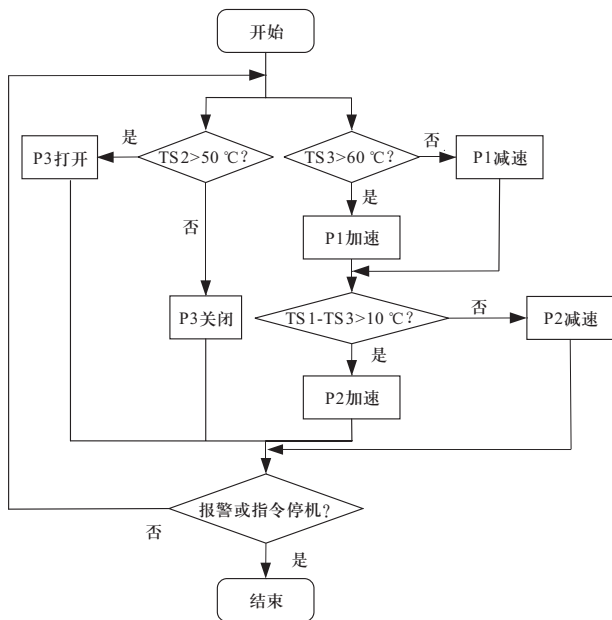 开始
是
P3打开
TS2>50 ℃?
TS3>60 ℃?
否
P1减速
是
否
P1加速
P3关闭
TS1-TS3>10 ℃?
否
P2减速
是
P2加速
报警或指令停机?
否
是
结束